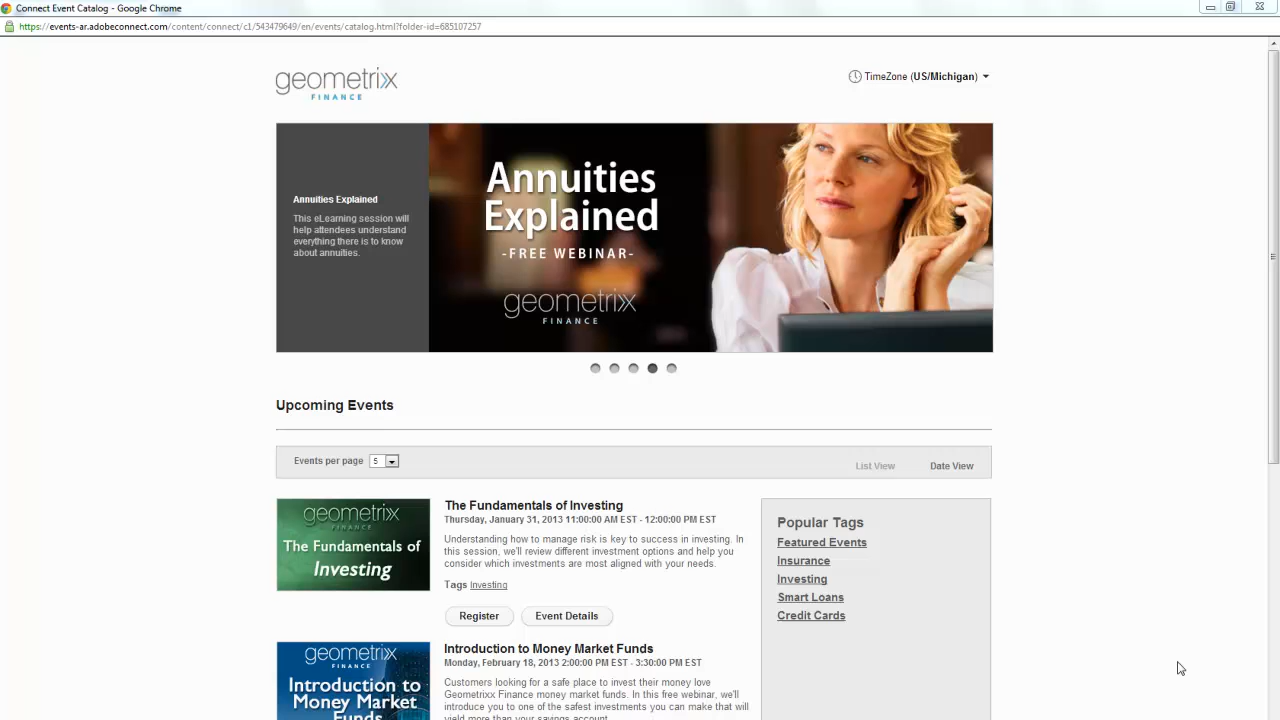 Connect Event Catalog - Google Chrome
https://events-ar.adobeconnect.com/content/connect/c1/543479649/en/events/catalog.html?folder-id=685107257
geometrixx
FINANCE
TimeZone (US/Michigan)
Annuities Explained
This eLearning session will
help attendees understand
everything there is to know
about annuities.
Annuities
Explained
-FREE WEBINAR-
geometrixx
FINANCE
Upcoming Events
Events per page 5
List View
Date View
geometrixx
FINANCE
The Fundamentals of
Investing
The Fundamentals of Investing
Thursday, January 31, 2013 11:00:00 AM EST - 12:00:00 PM EST
Understanding how to manage risk is key to success in investing. In
this session, we'll review different investment options and help you
consider which investments are most aligned with your needs.
Tags Investing
Register
Event Details
Popular Tags
Featured Events
Insurance
Investing
Smart Loans
Credit Cards
geometrixx
FINANCE
Introduction to
Money Market
Funds
Introduction to Money Market Funds
Monday, February 18, 2013 2:00:00 PM EST - 3:30:00 PM EST
Customers looking for a safe place to invest their money love
Geometrixx Finance money market funds. In this free webinar, we'll
introduce you to one of the safest investments you can make that will
yield more than your savings account.